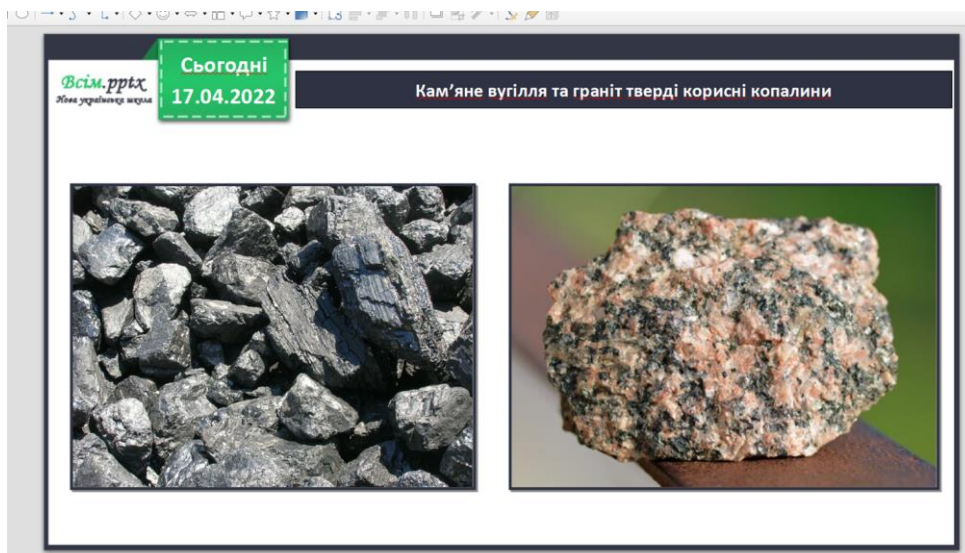 Всім.pptx
Нова українська школа
Сьогодні
17.04.2022
Кам’яне вугілля та граніт тверді корисні копалини